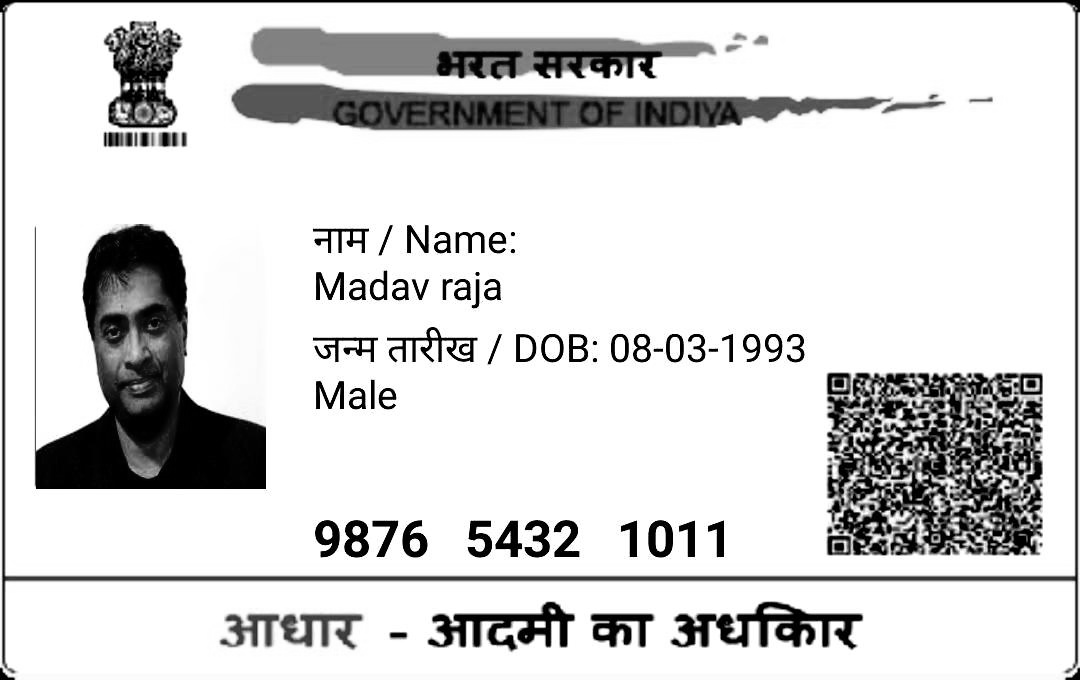 भरत सरकार
GOVERNMENT OF INDIYA
नाम / Name:
Madav raja
जन्म तारीख / DOB: 08-03-1993
Male
9876 5432 1011
आधार - आदमी का अधकिार